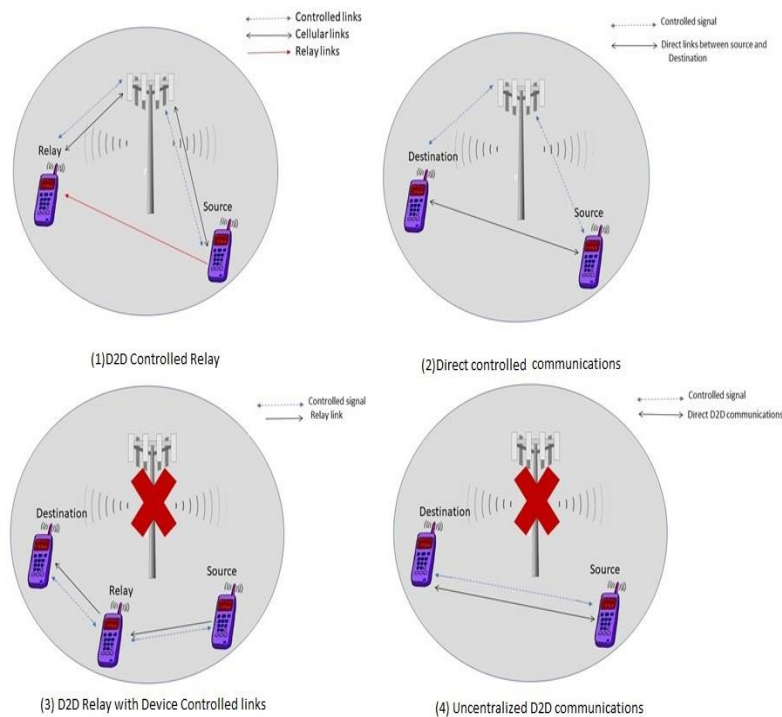 Controlled links
Cellular links
Relay links
Relay
Source
(1)D2D Controlled Relay
Controlled signal
Direct links between source and
Destination
Destination
Source
(2)Direct controlled communications
Controlled signal
Relay link
Destination
Relay
Source
(3) D2D Relay with Device Controlled links
Controlled signal
Direct D2D communications
Destination
Source
(4) Uncentralized D2D communications